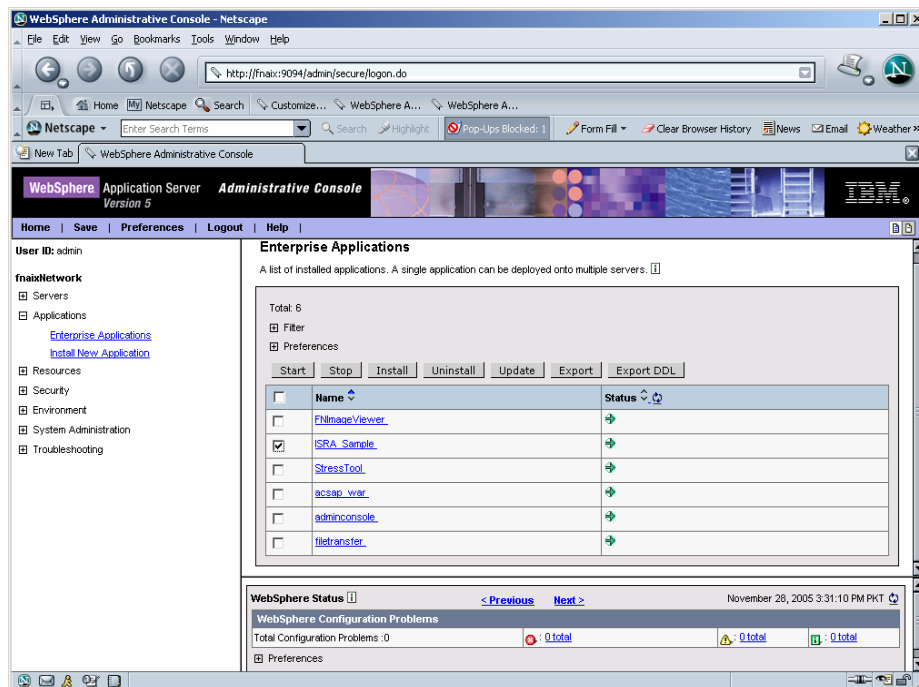 WebSphere Administrative Console - Netscape
File Edit View Go Bookmarks Tools Window Help
http://fnaix:9094/admin/secure/logon.do
Home My Netscape Search Customize... WebSphere A... WebSphere A...
Netscape Enter Search Terms Search Highlight Pop-Ups Blocked: 1 Form Fill Clear Browser History News Email Weather
New Tab WebSphere Administrative Console
WebSphere Application Server Administrative Console
Version 5
IBM
Home | Save | Preferences | Logout | Help |
User ID: admin
fnaixNetwork
Servers
Applications
Enterprise Applications
Install New Application
Resources
Security
Environment
System Administration
Troubleshooting
Enterprise Applications
A list of installed applications. A single application can be deployed onto multiple servers.
Total: 6
Filter
Preferences
Start Stop Install Uninstall Update Export Export DDL
Name Status
FNImageViewer
ISRA_Sample
StressTool
acsap_war
adminconsole
filetransfer
WebSphere Status < Previous Next > November 28, 2005 3:31:10 PM PKT
WebSphere Configuration Problems
Total Configuration Problems :0 : 0 total : 0 total : 0 total
Preferences